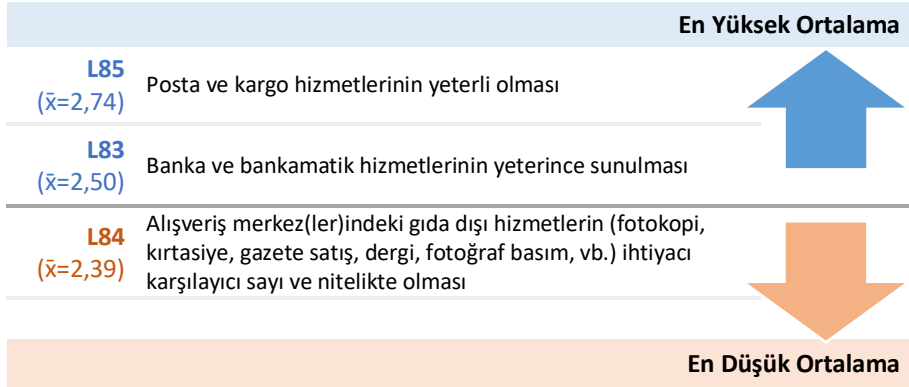 En Yüksek Ortalama
L85
(x̄=2,74)
Posta ve kargo hizmetlerinin yeterli olması
L83
(x̄=2,50)
Banka ve bankamatik hizmetlerinin yeterince sunulması
L84
(x̄=2,39)
Alışveriş merkez(ler)indeki gıda dışı hizmetlerin (fotokopi,
kırtasiye, gazete satış, dergi, fotoğraf basım, vb.) ihtiyacı
karşılayıcı sayı ve nitelikte olması
En Düşük Ortalama